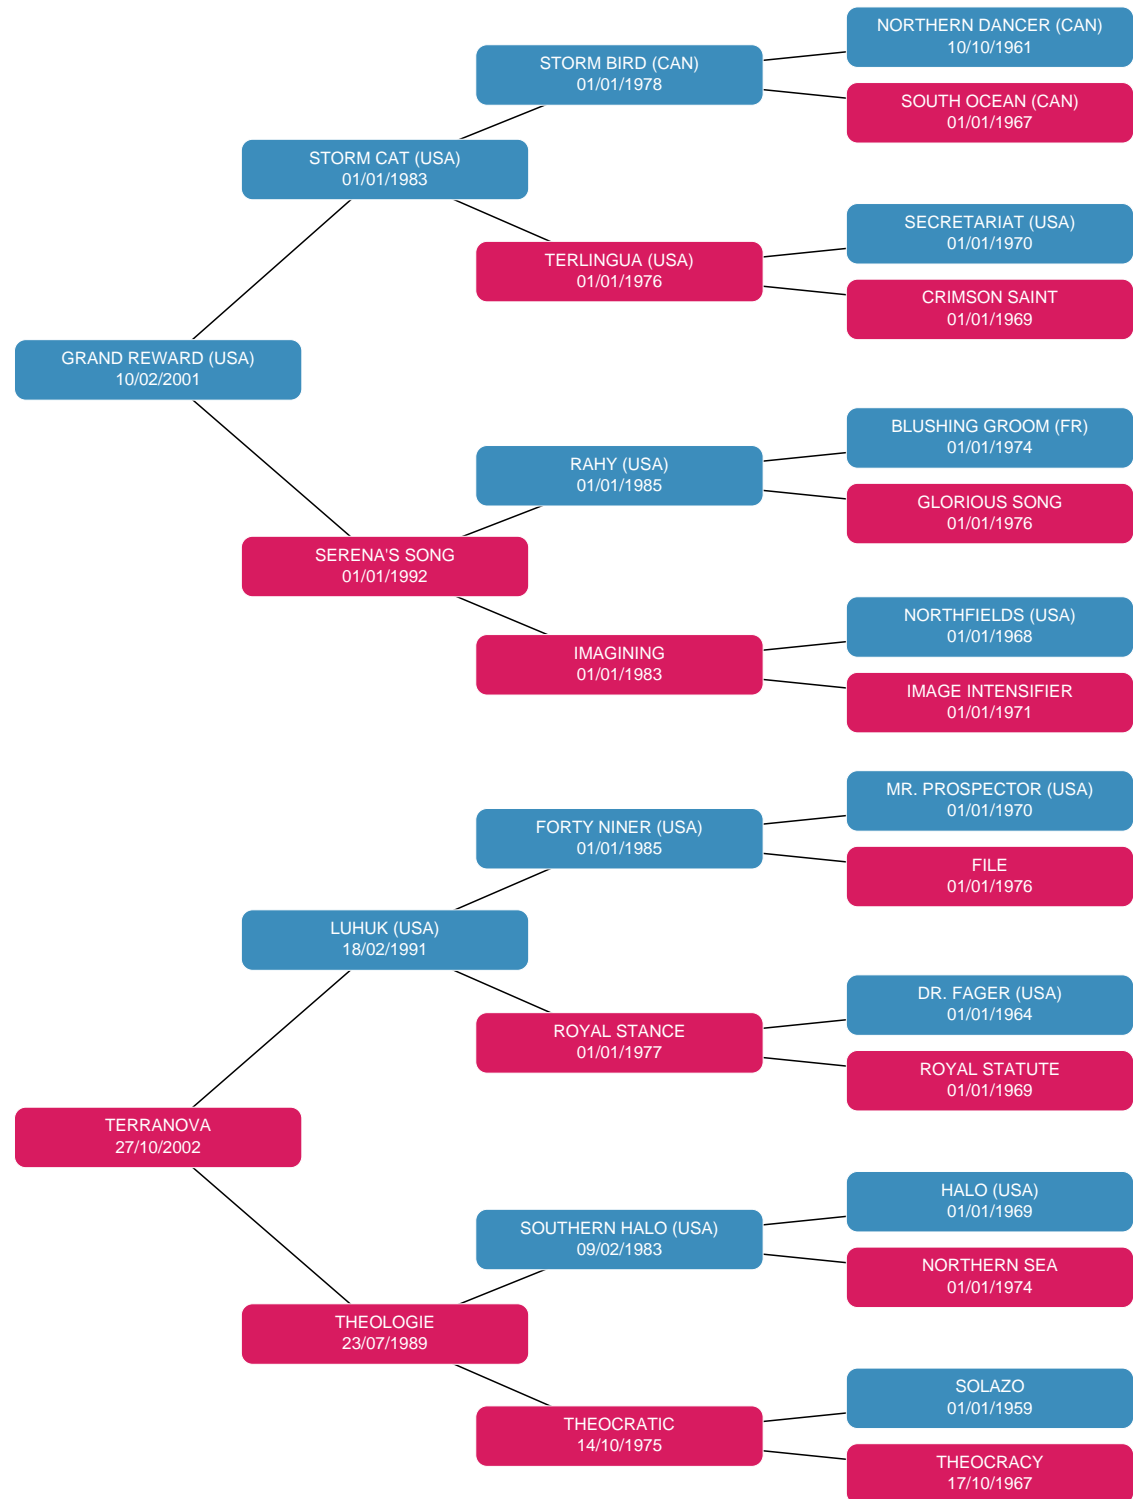 NORTHERN DANCER (CAN)
10/10/1961
STORM BIRD (CAN)
01/01/1978
SOUTH OCEAN (CAN)
01/01/1967
STORM CAT (USA)
01/01/1983
SECRETARIAT (USA)
01/01/1970
TERLINGUA (USA)
01/01/1976
CRIMSON SAINT
01/01/1969
GRAND REWARD (USA)
10/02/2001
BLUSHING GROOM (FR)
01/01/1974
RAHY (USA)
01/01/1985
GLORIOUS SONG
01/01/1976
SERENA'S SONG
01/01/1992
NORTHFIELDS (USA)
01/01/1968
IMAGINING
01/01/1983
IMAGE INTENSIFIER
01/01/1971
MR. PROSPECTOR (USA)
01/01/1970
FORTY NINER (USA)
01/01/1985
FILE
01/01/1976
LUHUK (USA)
18/02/1991
DR. FAGER (USA)
01/01/1964
ROYAL STANCE
01/01/1977
ROYAL STATUTE
01/01/1969
TERRANOVA
27/10/2002
HALO (USA)
01/01/1969
SOUTHERN HALO (USA)
09/02/1983
NORTHERN SEA
01/01/1974
THEOLOGIE
23/07/1989
SOLAZO
01/01/1959
THEOCRATIC
14/10/1975
THEOCRACY
17/10/1967